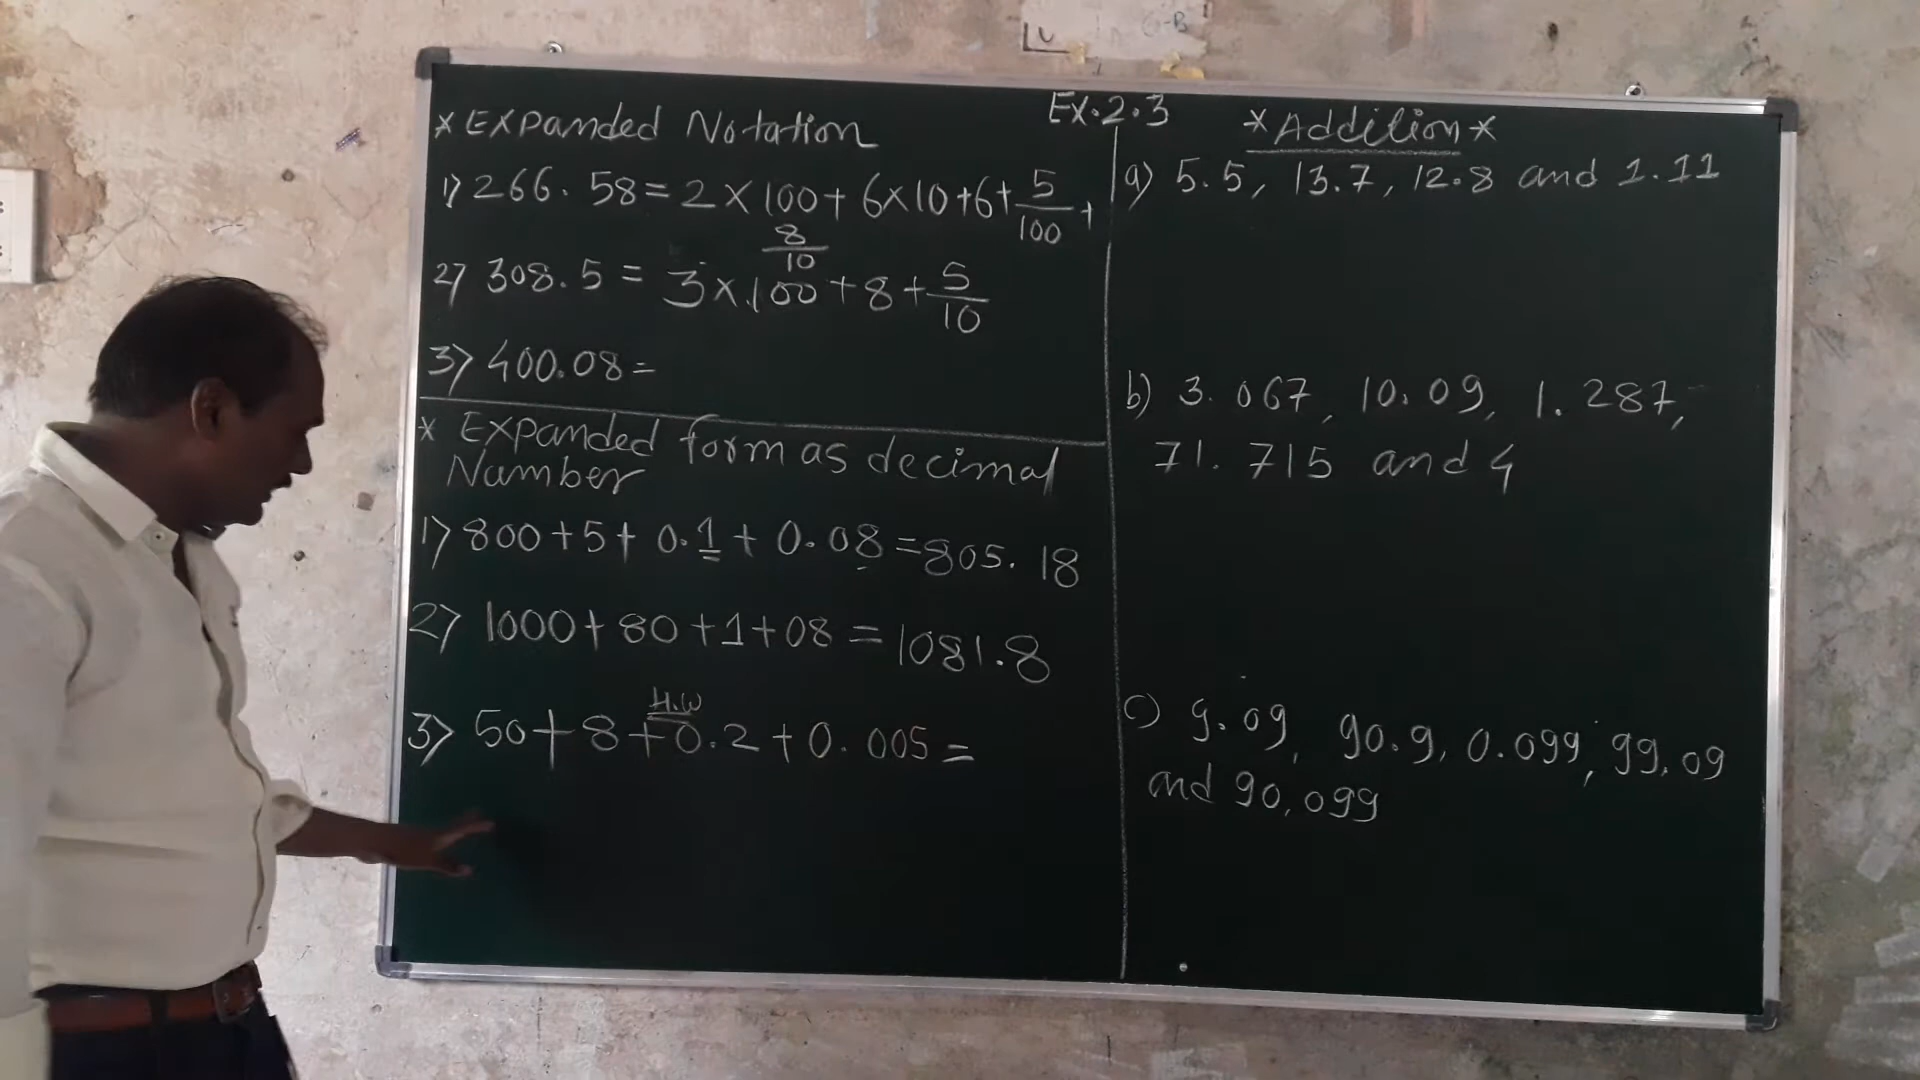 Ex.2.3
* Expanded Notation
1) 266.58=2×100+6×10+6+5/100+
8/10
2) 308.5=3×100+8+5/10
3) 400.08=
* Expanded form as decimal
Number
1) 800+5+0.1+0.08=805.18
2) 1000+80+1+08=1081.8
H.W
3) 50+8+0.2+0.005=
*Addition*
a) 5.5, 13.7, 12.8 and 1.11
b) 3.067, 10.09, 1.287,
71.715 and 4
c) 9.09, 90.9, 0.099, 99.09
and 90.099